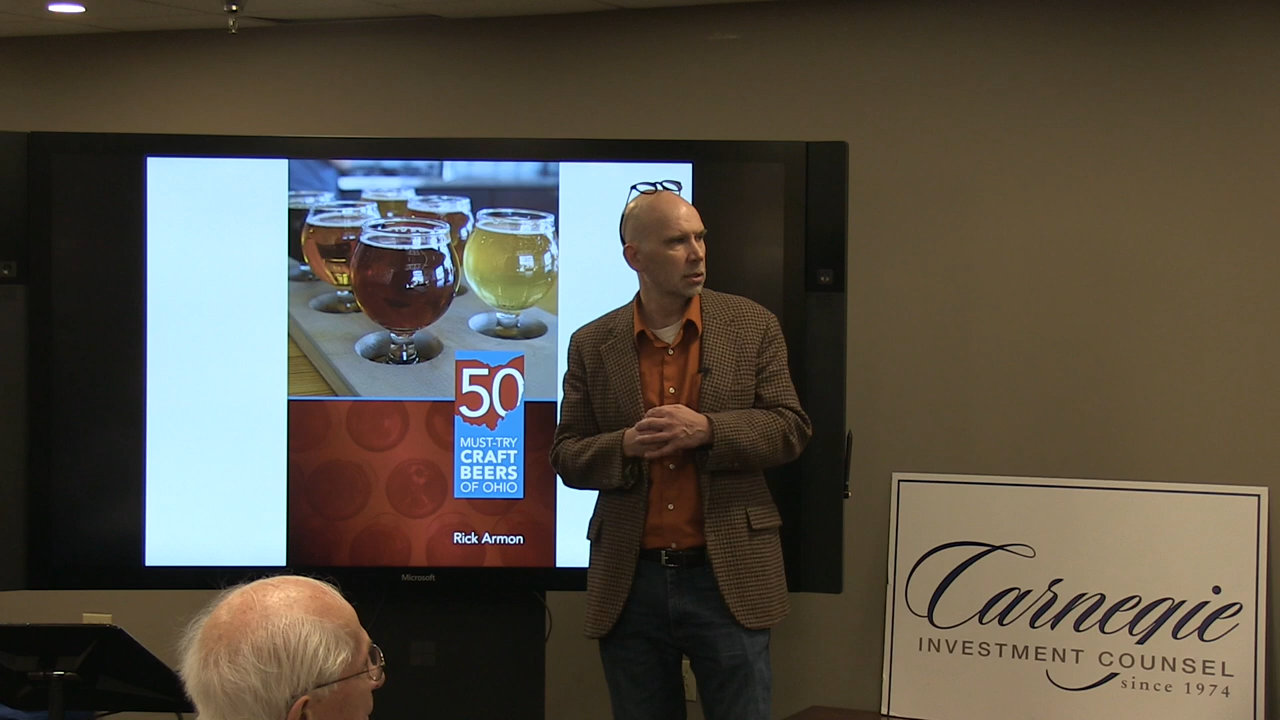 50
MUST-TRY
CRAFT
BEERS
OF OHIO
Rick Armon
Microsoft
Carnegie
INVESTMENT COUNSEL
since 1974